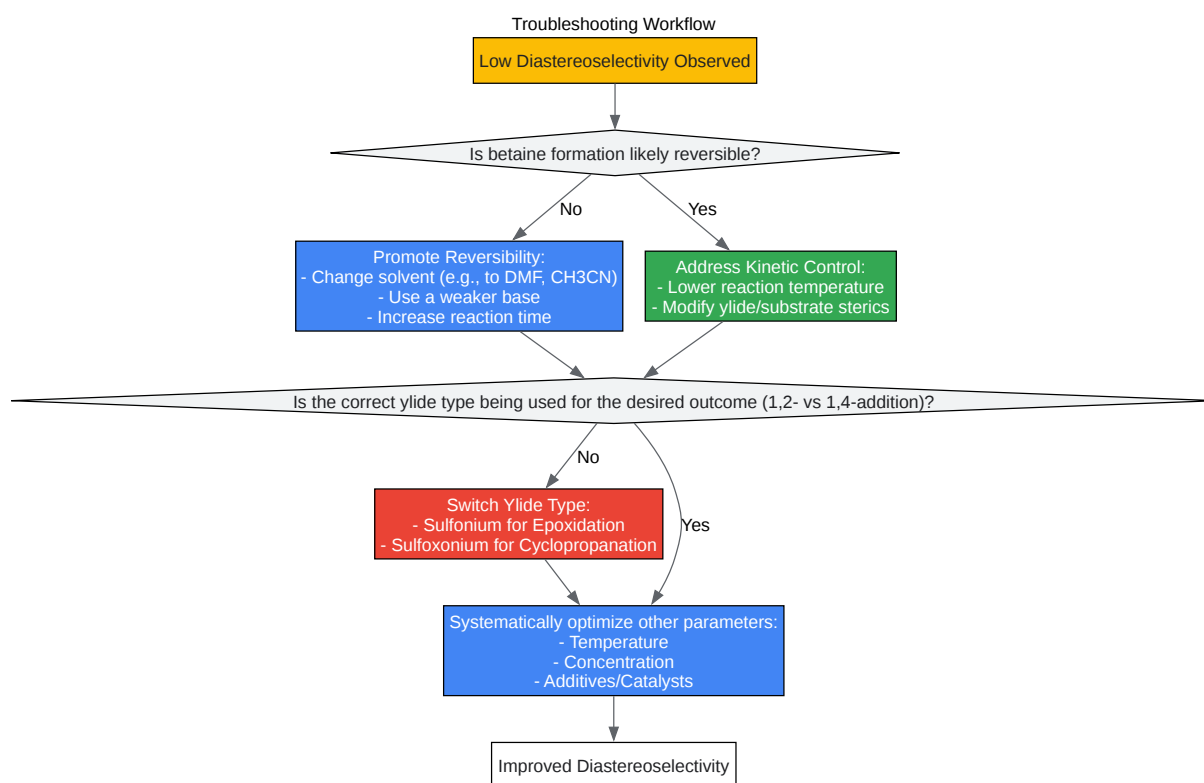 Troubleshooting Workflow
Low Diastereoselectivity Observed
Is betaine formation likely reversible?
No
Yes
Promote Reversibility:
- Change solvent (e.g., to DMF, CH3CN)
- Use a weaker base
- Increase reaction time
Address Kinetic Control:
- Lower reaction temperature
- Modify ylide/substrate sterics
Is the correct ylide type being used for the desired outcome (1,2- vs 1,4-addition)?
No
Yes
Switch Ylide Type:
- Sulfonium for Epoxidation
- Sulfoxonium for Cyclopropanation
Systematically optimize other parameters:
- Temperature
- Concentration
- Additives/Catalysts
Improved Diastereoselectivity